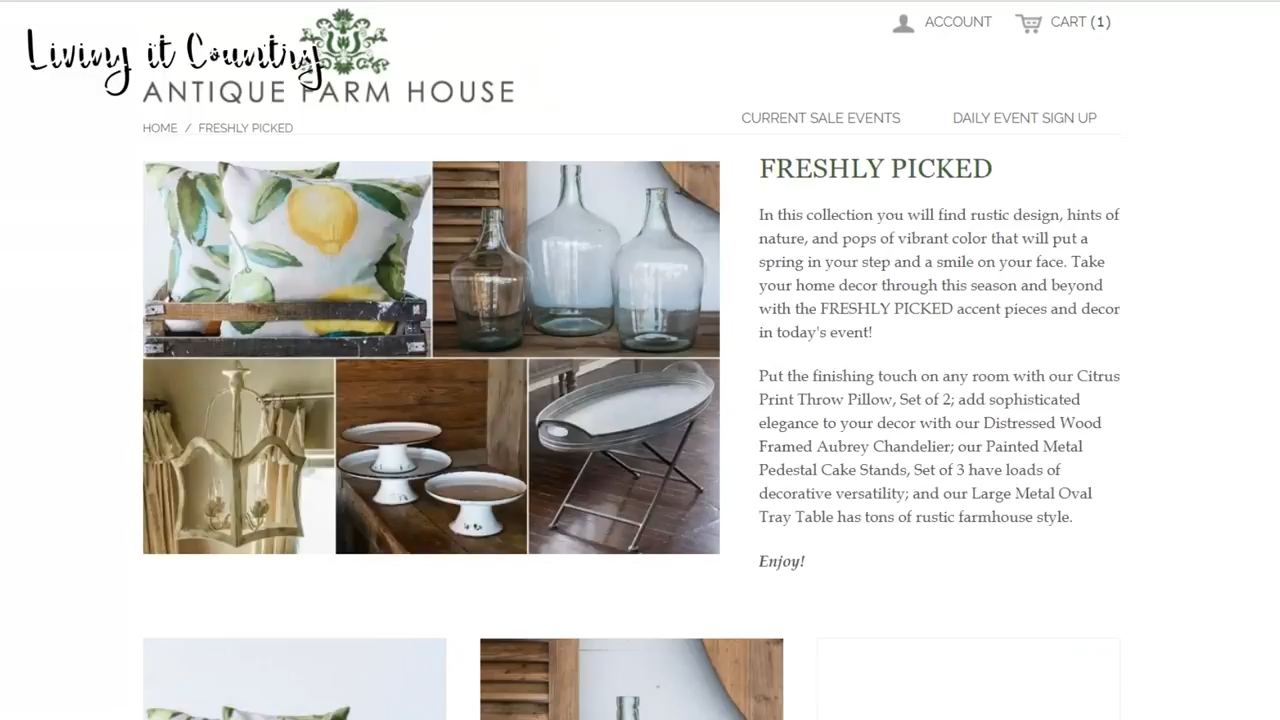 Living it Country
ANTIQUE FARM HOUSE
ACCOUNT
CART (1)
HOME / FRESHLY PICKED
CURRENT SALE EVENTS
DAILY EVENT SIGN UP
FRESHLY PICKED
In this collection you will find rustic design, hints of
nature, and pops of vibrant color that will put a
spring in your step and a smile on your face. Take
your home decor through this season and beyond
with the FRESHLY PICKED accent pieces and decor
in today's event!
Put the finishing touch on any room with our Citrus
Print Throw Pillow, Set of 2; add sophisticated
elegance to your decor with our Distressed Wood
Framed Aubrey Chandelier; our Painted Metal
Pedestal Cake Stands, Set of 3 have loads of
decorative versatility; and our Large Metal Oval
Tray Table has tons of rustic farmhouse style.
Enjoy!